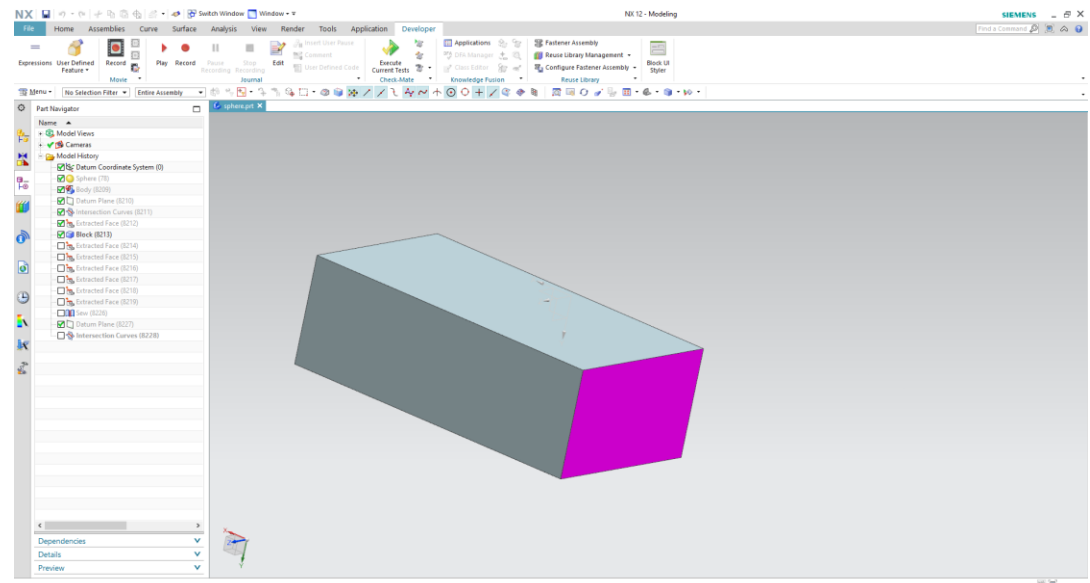 NX Switch Window Window NX 12 - Modeling SIEMENS
File Home Assemblies Curve Surface Analysis View Render Tools Application Developer Find a Command
Expressions User Defined Feature Record Movie
Play Record Pause Recording Stop Recording Edit Insert User Pause Comment User Defined Code Journal
Execute Current Tests Check-Mate
Applications DFA Manager Class Editor Knowledge Fusion
Fastener Assembly Reuse Library Management Configure Fastener Assembly Reuse Library
Block UI Styler
Menu No Selection Filter Entire Assembly
Part Navigator sphere.prt
Name
Model Views
Cameras
Model History
Datum Coordinate System (0)
Sphere (78)
Body (8209)
Datum Plane (8210)
Intersection Curves (8211)
Extracted Face (8212)
Block (8213)
Extracted Face (8214)
Extracted Face (8215)
Extracted Face (8216)
Extracted Face (8217)
Extracted Face (8218)
Extracted Face (8219)
Sew (8226)
Datum Plane (8227)
Intersection Curves (8228)
X
Z
Y
Dependencies
Details
Preview